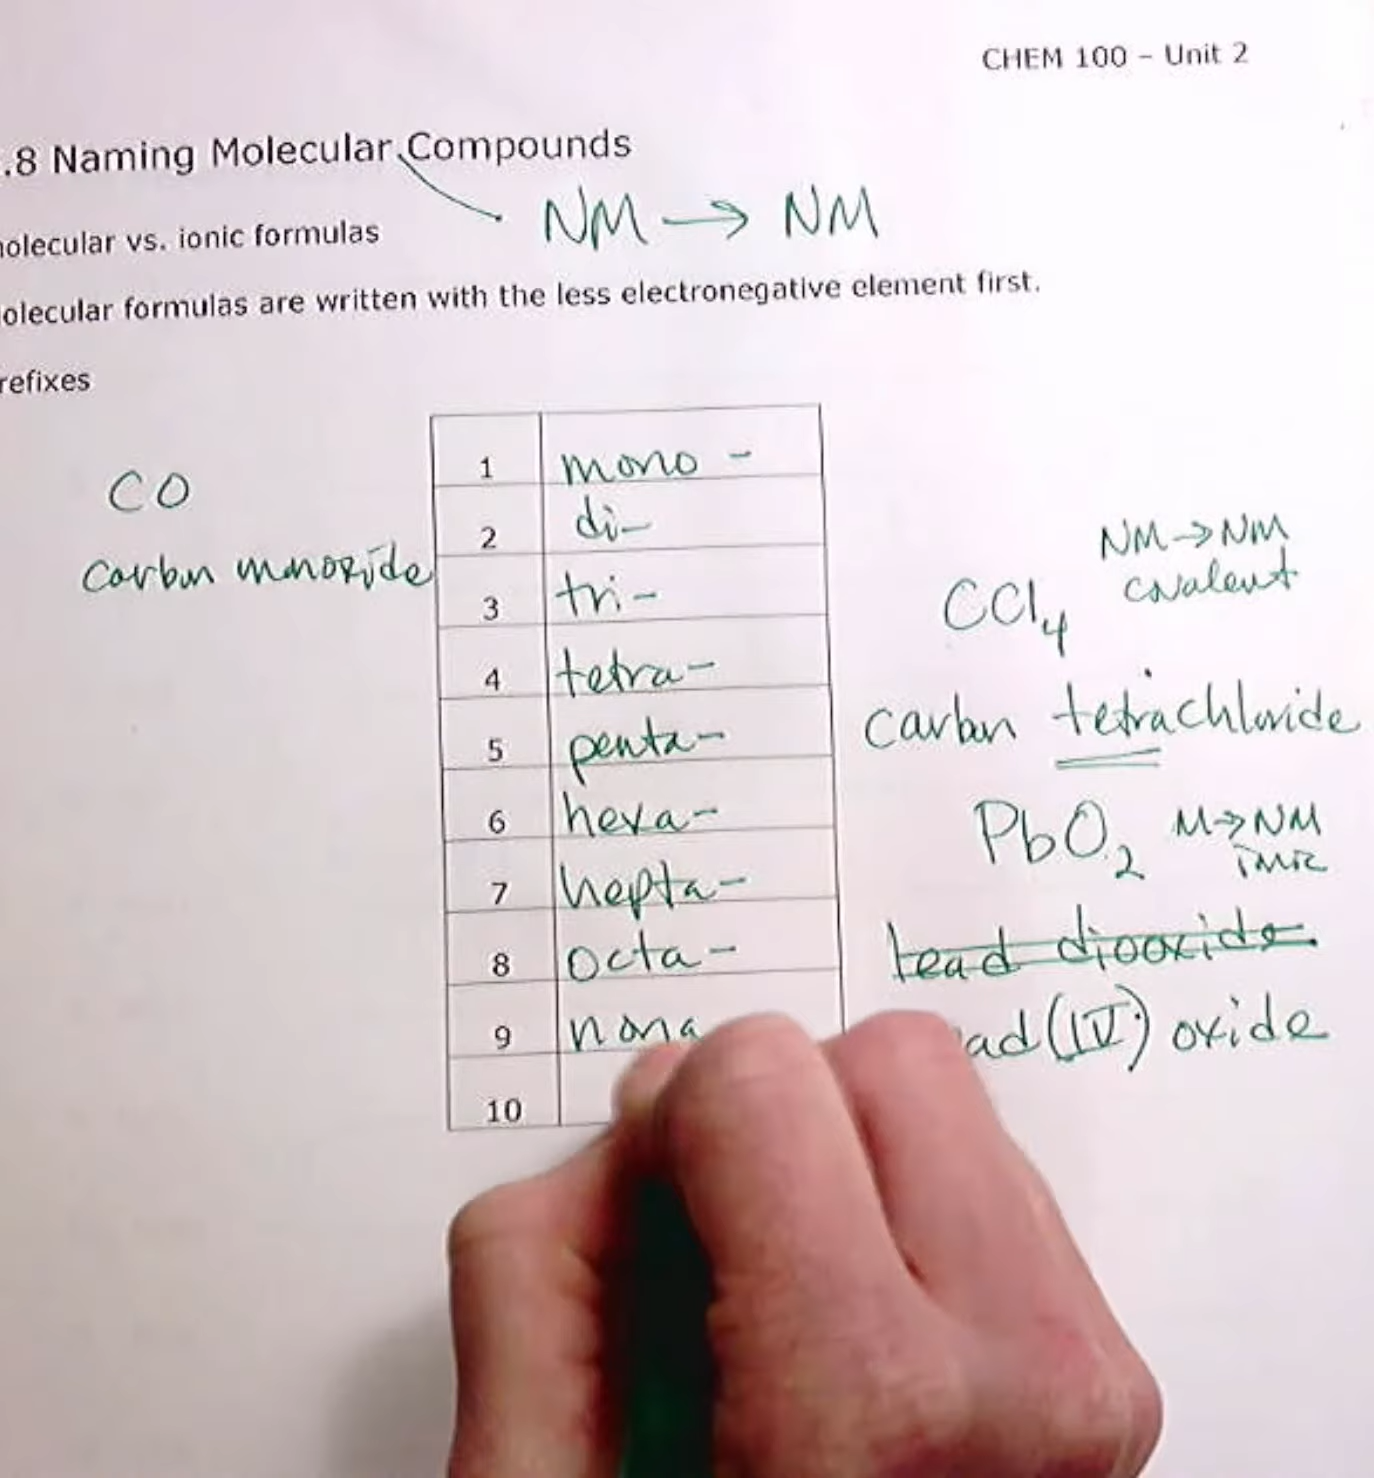 CHEM 100 – Unit 2
.8 Naming Molecular Compounds
NM → NM
olecular vs. ionic formulas
olecular formulas are written with the less electronegative element first.
refixes
1 mono -
2 di-
3 tri-
4 tetra-
5 penta-
6 hexa-
7 hepta-
8 octa-
9 nona
10
CO
carbon monoxide
NM → NM
covalent
CCl4
carbon tetrachloride
PbO2 M → NM
ionic
lead diooxide
ad (IV) oxide